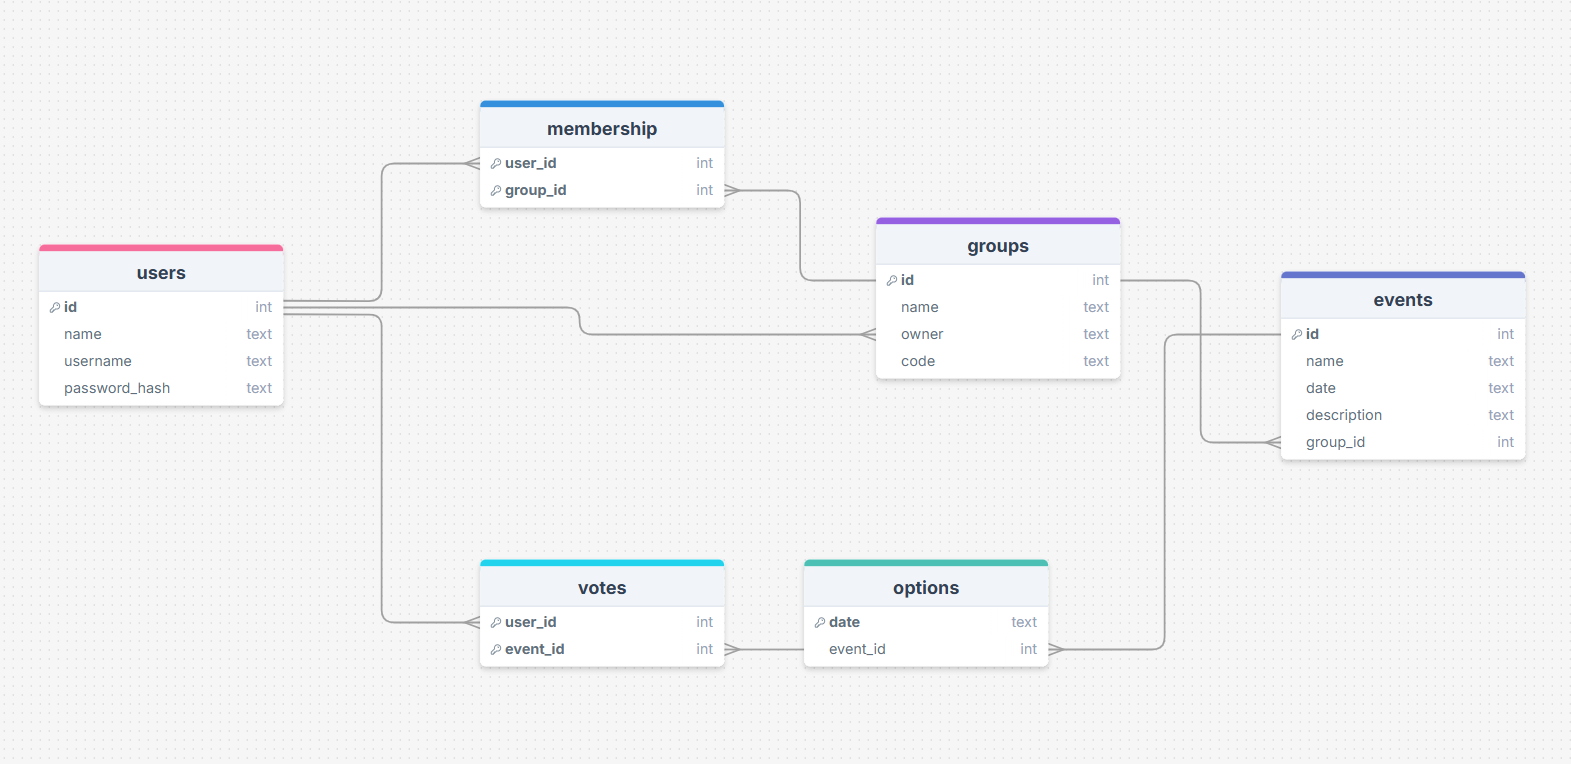 membership
user_id int
group_id int
users
id int
name text
username text
password_hash text
groups
id int
name text
owner text
code text
events
id int
name text
date text
description text
group_id int
votes
user_id int
event_id int
options
date text
event_id int